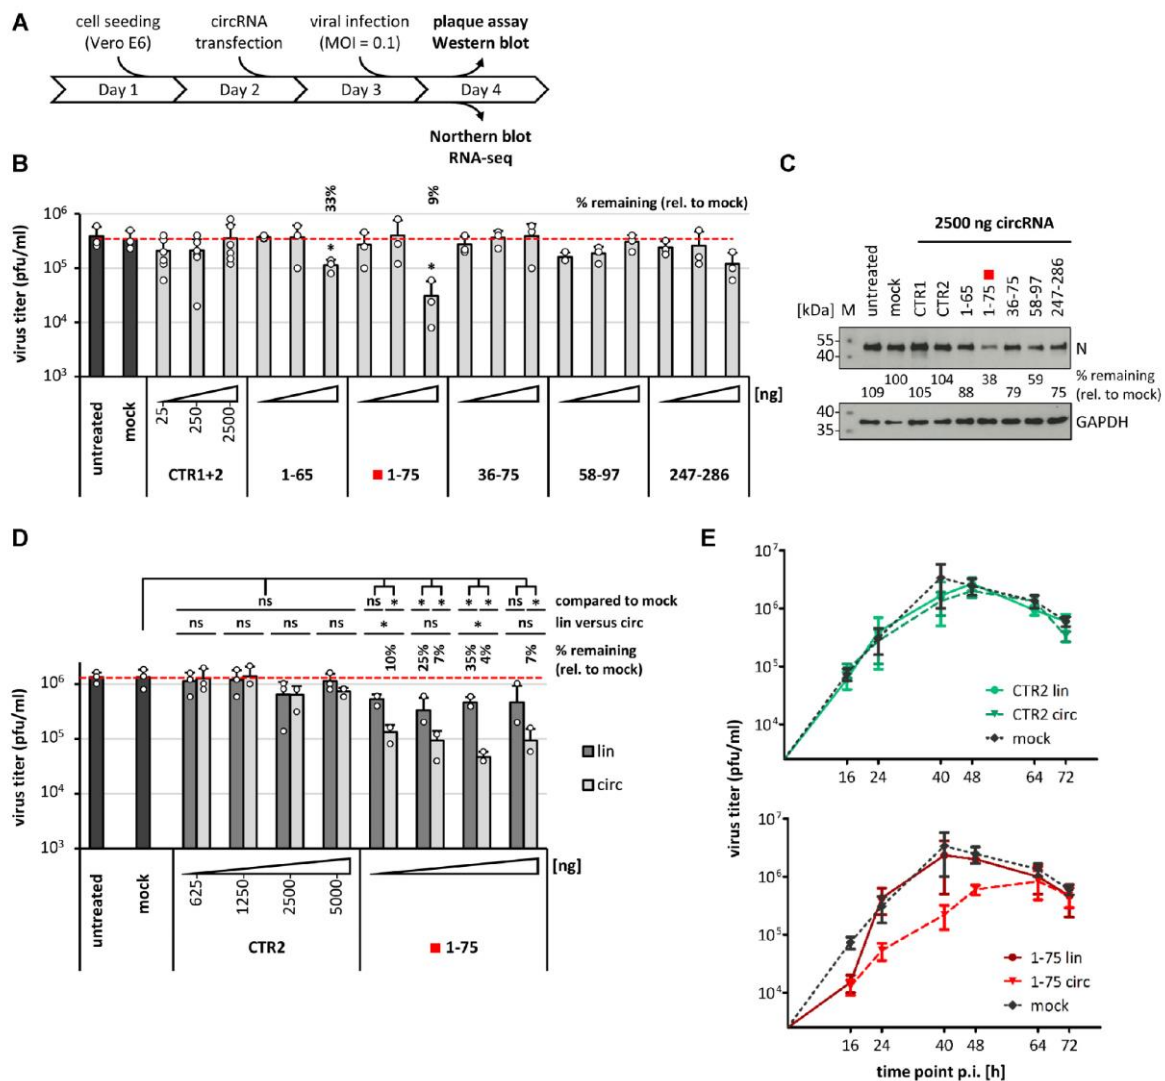 A
cell seeding
(Vero E6)
circRNA
transfection
viral infection
(MOI = 0.1)
plaque assay
Western blot
Day 1
Day 2
Day 3
Day 4
Northern blot
RNA-seq
B
33%
9%
% remaining (rel. to mock)
virus titer (pfu/ml)
10⁶
10⁵
10⁴
10³
*
*
untreated
mock
25
250
2500
[ng]
CTR1+2
1-65
1-75
36-75
58-97
247-286
C
2500 ng circRNA
[kDa]
M
untreated
mock
CTR1
CTR2
1-65
1-75
36-75
58-97
247-286
55
40
N
100 104 38 59
109 105 88 79 75
% remaining
(rel. to mock)
40
35
GAPDH
D
ns ns * * * * * ns *
compared to mock
ns ns ns ns * ns * ns
lin versus circ
10% 25% 7% 35% 4% 7%
% remaining
(rel. to mock)
virus titer (pfu/ml)
10⁶
10⁵
10⁴
10³
lin
circ
untreated
mock
625
1250
2500
5000
[ng]
CTR2
1-75
E
virus titer (pfu/ml)
10⁷
10⁶
10⁵
10⁴
CTR2 lin
CTR2 circ
mock
16 24 40 48 64 72
10⁷
10⁶
10⁵
10⁴
1-75 lin
1-75 circ
mock
16 24 40 48 64 72
time point p.i. [h]